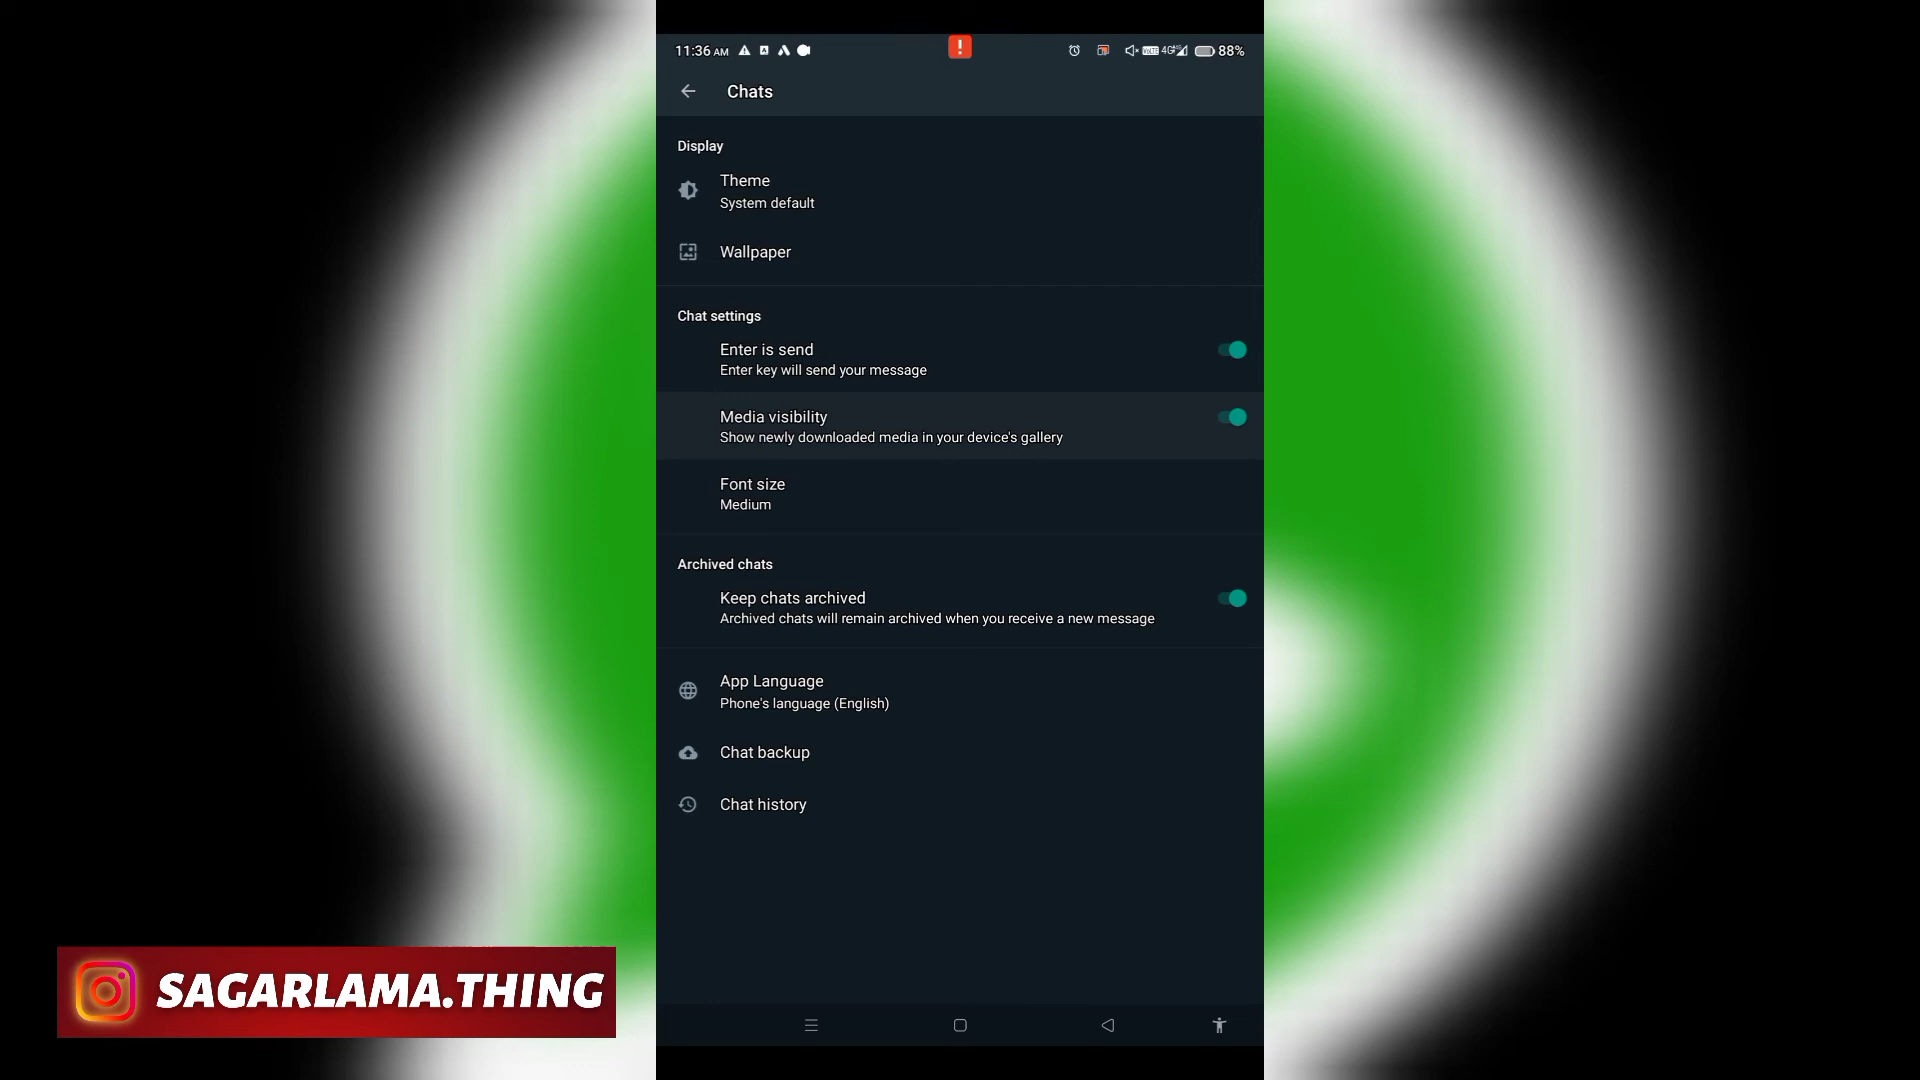 11:36 AM
88%
Chats
Display
Theme
System default
Wallpaper
Chat settings
Enter is send
Enter key will send your message
Media visibility
Show newly downloaded media in your device's gallery
Font size
Medium
Archived chats
Keep chats archived
Archived chats will remain archived when you receive a new message
App Language
Phone's language (English)
Chat backup
Chat history
SAGARLAMA.THING